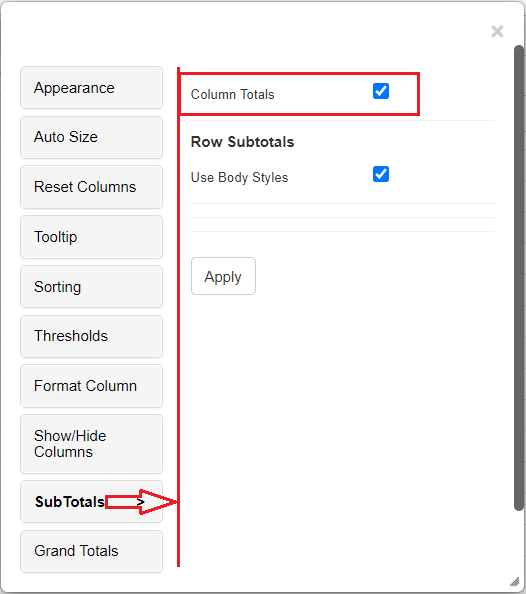 ×
Appearance
Auto Size
Reset Columns
Tooltip
Sorting
Thresholds
Format Column
Show/Hide
Columns
SubTotals >
Grand Totals
Column Totals
Row Subtotals
Use Body Styles
Apply